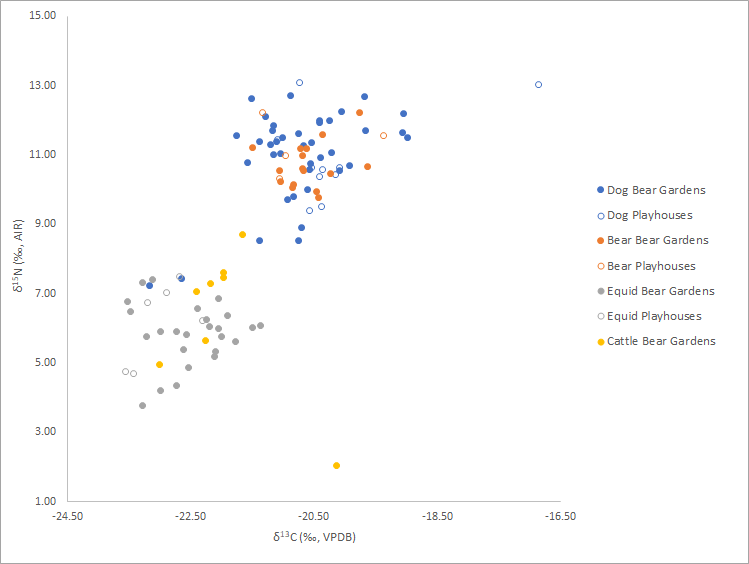 15.00
13.00
11.00
9.00
7.00
5.00
3.00
1.00
-24.50 -22.50 -20.50 -18.50 -16.50
δ¹⁵N (‰, AIR)
δ¹³C (‰, VPDB)
Dog Bear Gardens
Dog Playhouses
Bear Bear Gardens
Bear Playhouses
Equid Bear Gardens
Equid Playhouses
Cattle Bear Gardens